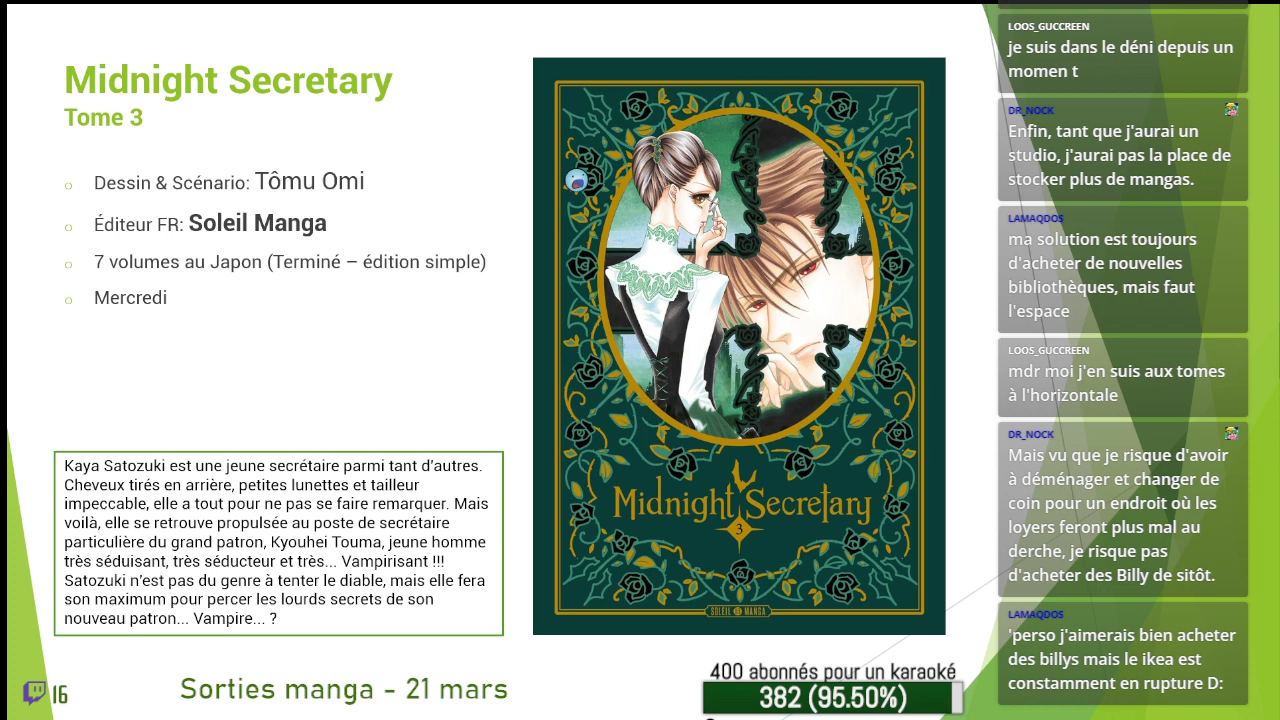 Midnight Secretary
Tome 3
Dessin & Scénario: Tômu Omi
Éditeur FR: Soleil Manga
7 volumes au Japon (Terminé – édition simple)
Mercredi
Kaya Satozuki est une jeune secrétaire parmi tant d'autres.
Cheveux tirés en arrière, petites lunettes et tailleur
impeccable, elle a tout pour ne pas se faire remarquer. Mais
voilà, elle se retrouve propulsée au poste de secrétaire
particulière du grand patron, Kyouhei Touma, jeune homme
très séduisant, très séducteur et très... Vampirisant !!!
Satozuki n'est pas du genre à tenter le diable, mais elle fera
son maximum pour percer les lourds secrets de son
nouveau patron... Vampire... ?
Midnight Secretary
3
SOLEIL MANGA
16
Sorties manga - 21 mars
400 abonnés pour un karaoké
382 (95.50%)
LOOS_GUCCREEN
je suis dans le déni depuis un
momen t
DR_NOCK
Enfin, tant que j'aurai un
studio, j'aurai pas la place de
stocker plus de mangas.
LAMAQDOS
ma solution est toujours
d'acheter de nouvelles
bibliothèques, mais faut
l'espace
LOOS_GUCCREEN
mdr moi j'en suis aux tomes
à l'horizontale
DR_NOCK
Mais vu que je risque d'avoir
à déménager et changer de
coin pour un endroit où les
loyers feront plus mal au
derche, je risque pas
d'acheter des Billy de sitôt.
LAMAQDOS
'perso j'aimerais bien acheter
des billys mais le ikea est
constamment en rupture D: